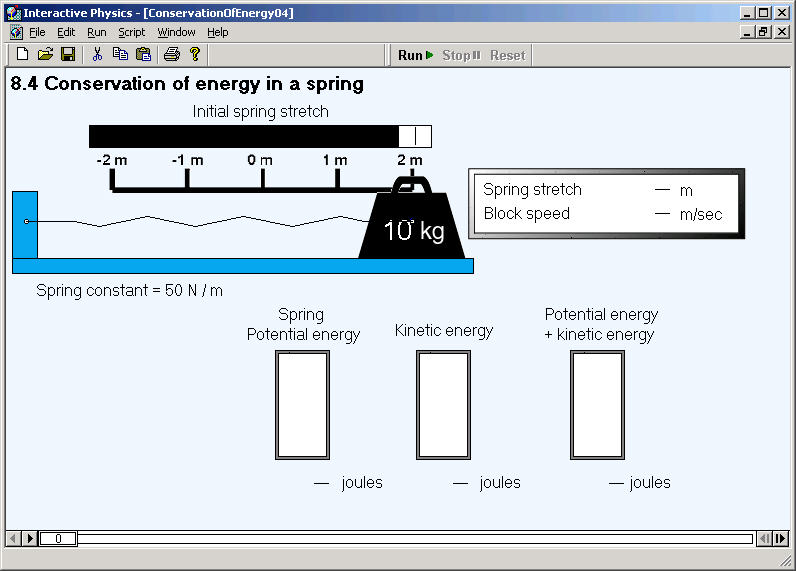 Interactive Physics - [ConservationOfEnergy04]
File Edit Run Script Window Help
Run Stop Reset
8.4 Conservation of energy in a spring
Initial spring stretch
-2 m -1 m 0 m 1 m 2 m
Spring stretch — m
Block speed — m/sec
10 kg
Spring constant = 50 N / m
Spring
Potential energy
Kinetic energy
Potential energy
+ kinetic energy
— joules — joules — joules
0